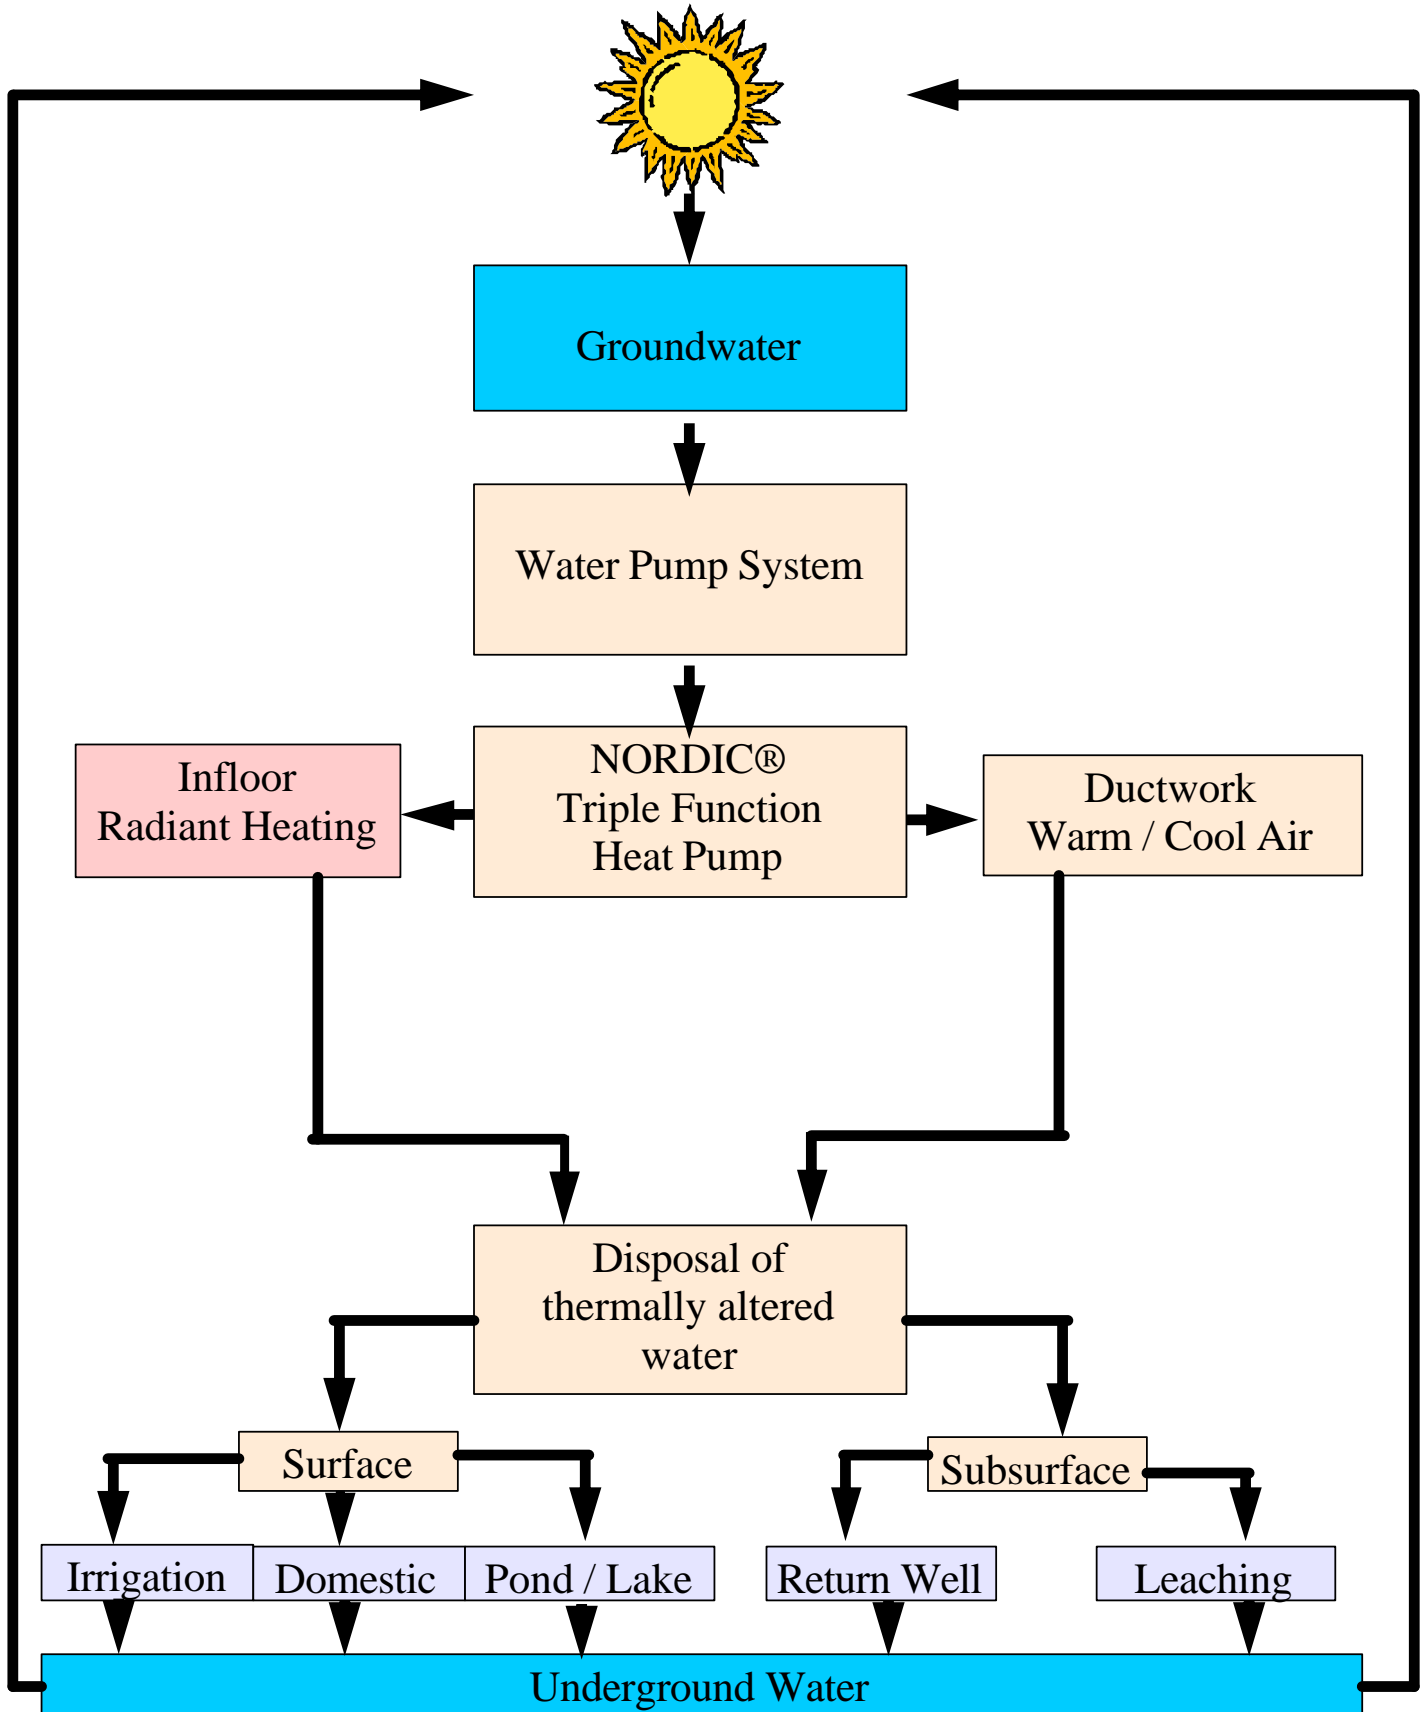 Groundwater
Water Pump System
Infloor
Radiant Heating
NORDIC®
Triple Function
Heat Pump
Ductwork
Warm / Cool Air
Disposal of
thermally altered
water
Surface
Subsurface
Irrigation
Domestic
Pond / Lake
Return Well
Leaching
Underground Water